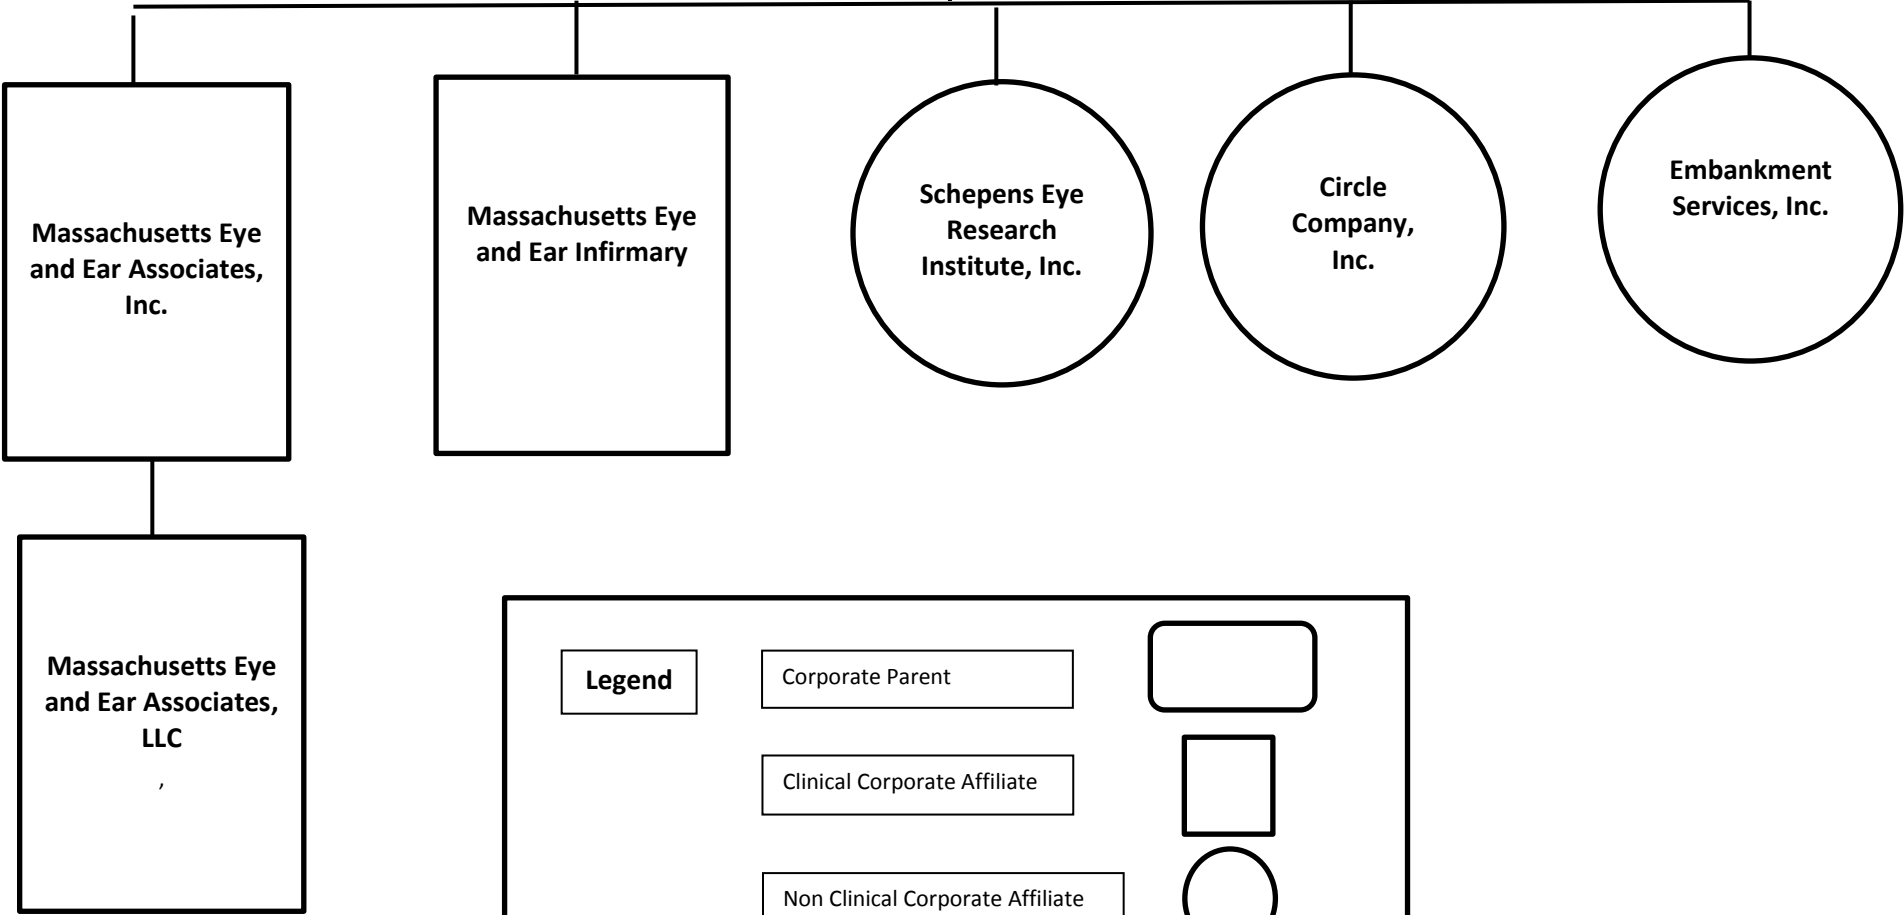 Massachusetts Eye
and Ear Associates,
Inc.
Massachusetts Eye
and Ear Infirmary
Schepens Eye
Research
Institute, Inc.
Circle
Company,
Inc.
Embankment
Services, Inc.
Massachusetts Eye
and Ear Associates,
LLC
,
Legend
Corporate Parent
Clinical Corporate Affiliate
Non Clinical Corporate Affiliate